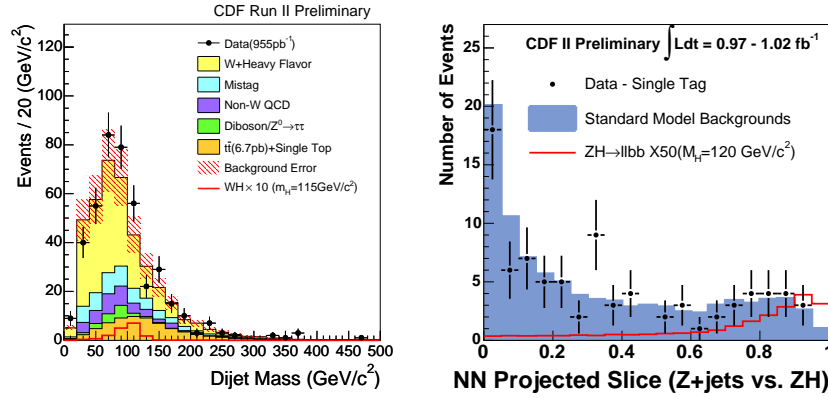 CDF Run II Preliminary
Events / 20 (GeV/c²)
120
100
80
60
40
20
0
Data(955pb⁻¹)
W+Heavy Flavor
Mistag
Non-W QCD
Diboson/Z⁰→ττ
tt̄(6.7pb)+Single Top
Background Error
WH × 10 (m_H=115GeV/c²)
0 50 100 150 200 250 300 350 400 450 500
Dijet Mass (GeV/c²)
Number of Events
25
20
15
10
5
0
CDF II Preliminary ∫Ldt = 0.97 - 1.02 fb⁻¹
Data - Single Tag
Standard Model Backgrounds
ZH→llbb X50(M_H=120 GeV/c²)
0 0.2 0.4 0.6 0.8 1
NN Projected Slice (Z+jets vs. ZH)